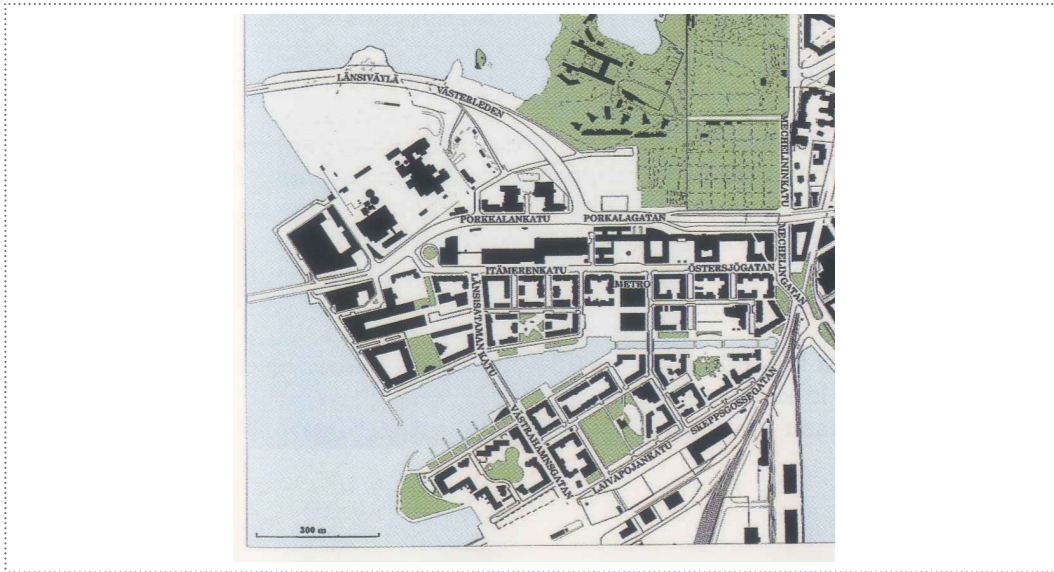 LÄNSIVÄYLÄ
VÄSTERLEDEN
MECHELININKATU
PORKKALANKATU
PORKALAGATAN
MECHELINGATAN
ITÄMERENKATU
ÖSTERSJÖGATAN
METRO
LÄNSISATAMANKATU
VÄSTRAHAMNSGATAN
LAIVAPOJANKATU
SKEPPSGOSSEGATAN
300 m